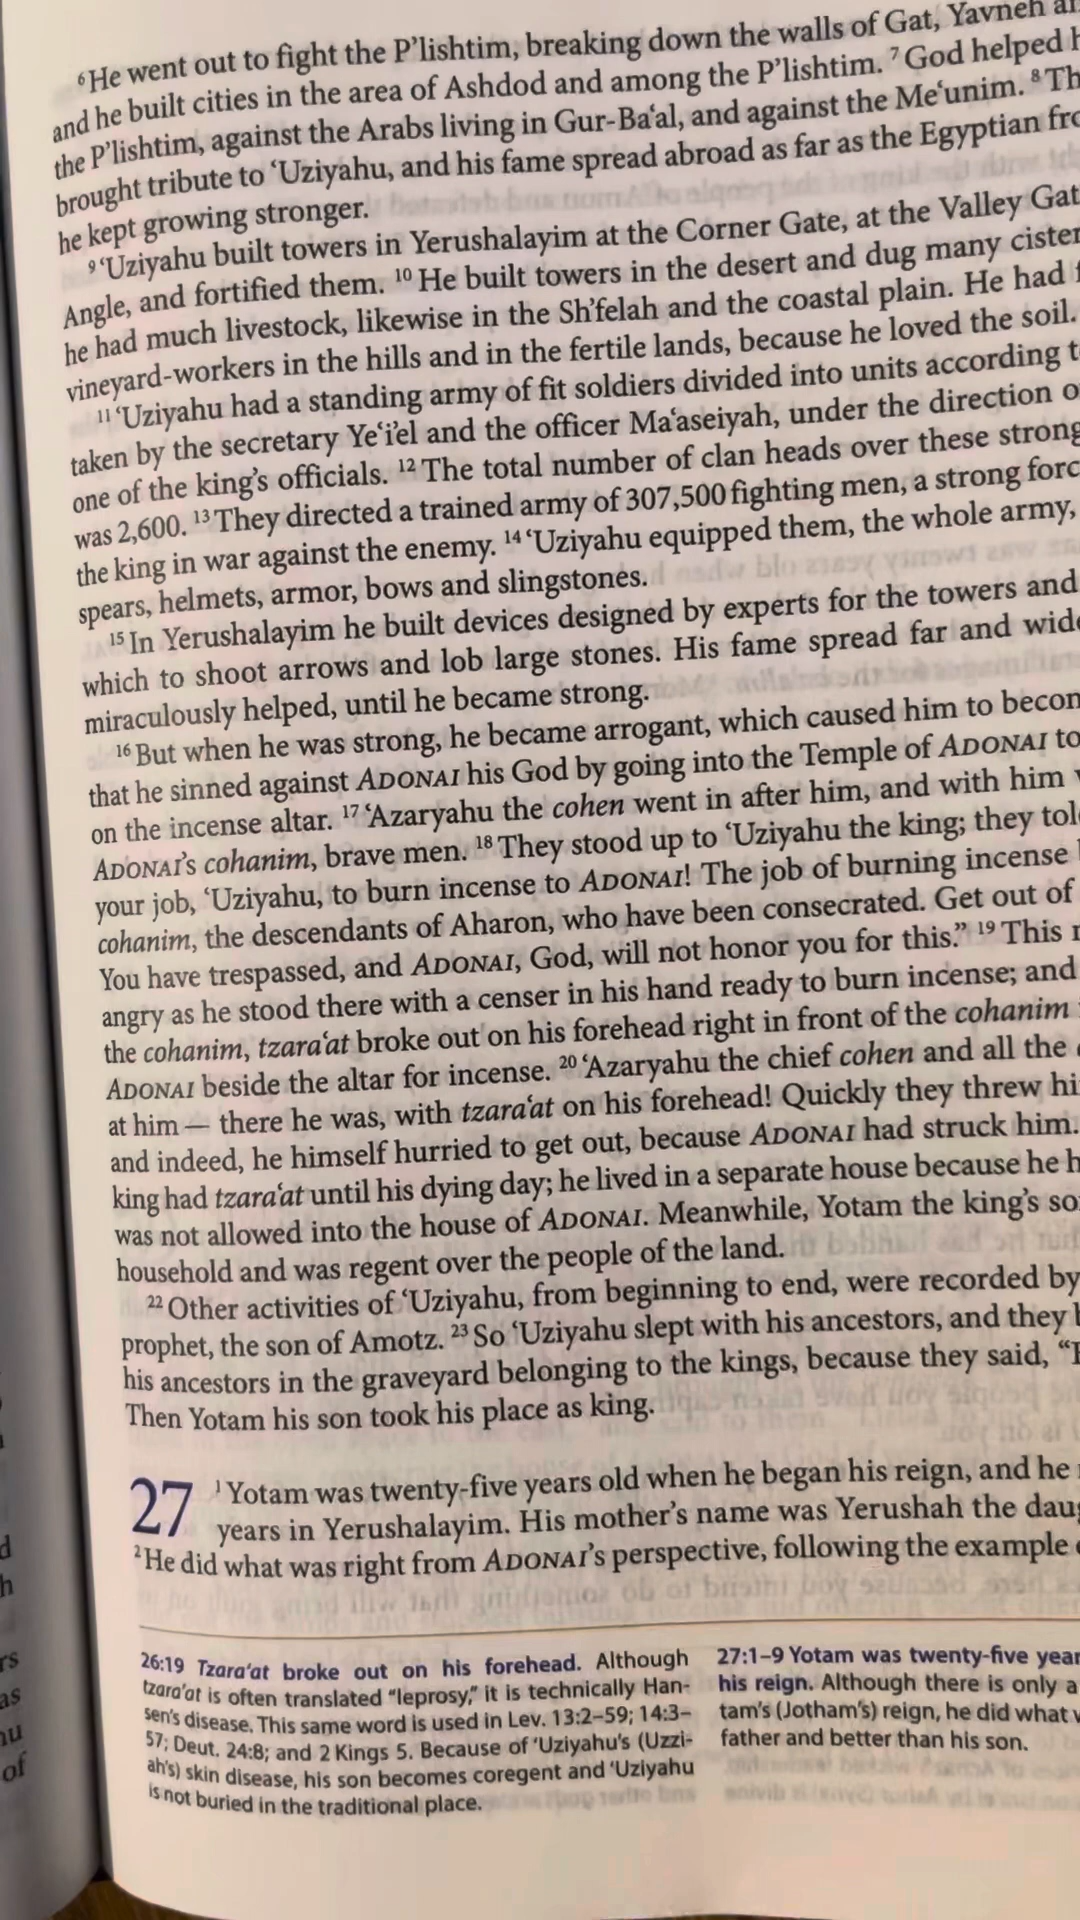 ⁶He went out to fight the P'lishtim, breaking down the walls of Gat, Yavneh
and he built cities in the area of Ashdod and among the P'lishtim. ⁷God helped
the P'lishtim, against the Arabs living in Gur-Ba‘al, and against the Me‘unim. ⁸
brought tribute to ‘Uziyahu, and his fame spread abroad as far as the Egyptian
he kept growing stronger.
⁹‘Uziyahu built towers in Yerushalayim at the Corner Gate, at the Valley
Angle, and fortified them. ¹⁰He built towers in the desert and dug many
he had much livestock, likewise in the Sh'felah and the coastal plain. He had
vineyard-workers in the hills and in the fertile lands, because he loved the soil.
¹¹‘Uziyahu had a standing army of fit soldiers divided into units according
taken by the secretary Ye‘i'el and the officer Ma‘aseiyah, under the direction
one of the king's officials. ¹²The total number of clan heads over these strong
was 2,600. ¹³They directed a trained army of 307,500 fighting men, a strong
the king in war against the enemy. ¹⁴‘Uziyahu equipped them, the whole army,
spears, helmets, armor, bows and slingstones.
¹⁵In Yerushalayim he built devices designed by experts for the towers and
which to shoot arrows and lob large stones. His fame spread far and
miraculously helped, until he became strong.
¹⁶But when he was strong, he became arrogant, which caused him to
that he sinned against ADONAI his God by going into the Temple of ADONAI to
on the incense altar. ¹⁷‘Azaryahu the cohen went in after him, and with him
ADONAI's cohanim, brave men. ¹⁸They stood up to ‘Uziyahu the king; they
your job, ‘Uziyahu, to burn incense to ADONAI! The job of burning incense
cohanim, the descendants of Aharon, who have been consecrated. Get out of
You have trespassed, and ADONAI, God, will not honor you for this.” ¹⁹This
angry as he stood there with a censer in his hand ready to burn incense; and
the cohanim, tzara‘at broke out on his forehead right in front of the cohanim
ADONAI beside the altar for incense. ²⁰‘Azaryahu the chief cohen and all the
at him — there he was, with tzara‘at on his forehead! Quickly they threw
and indeed, he himself hurried to get out, because ADONAI had struck him.
king had tzara‘at until his dying day; he lived in a separate house because he
was not allowed into the house of ADONAI. Meanwhile, Yotam the king's
household and was regent over the people of the land.
²²Other activities of ‘Uziyahu, from beginning to end, were recorded by
prophet, the son of Amotz. ²³So ‘Uziyahu slept with his ancestors, and they
his ancestors in the graveyard belonging to the kings, because they said, “
Then Yotam his son took his place as king.
27 ¹Yotam was twenty-five years old when he began his reign, and he
years in Yerushalayim. His mother's name was Yerushah the
²He did what was right from ADONAI's perspective, following the example
26:19 Tzara‘at broke out on his forehead. Although
tzara‘at is often translated “leprosy,” it is technically Han-
sen's disease. This same word is used in Lev. 13:2–59; 14:3–
57; Deut. 24:8; and 2 Kings 5. Because of ‘Uziyahu's (Uzzi-
ah's) skin disease, his son becomes coregent and ‘Uziyahu
is not buried in the traditional place.
27:1–9 Yotam was twenty-five
his reign. Although there is only a
tam's (Jotham's) reign, he did what
father and better than his son.